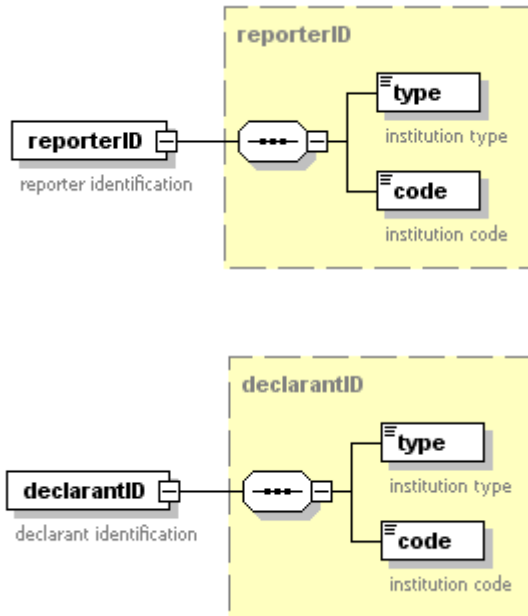 reporterID
type
institution type
reporterID
reporter identification
code
institution code
declarantID
type
institution type
declarantID
declarant identification
code
institution code